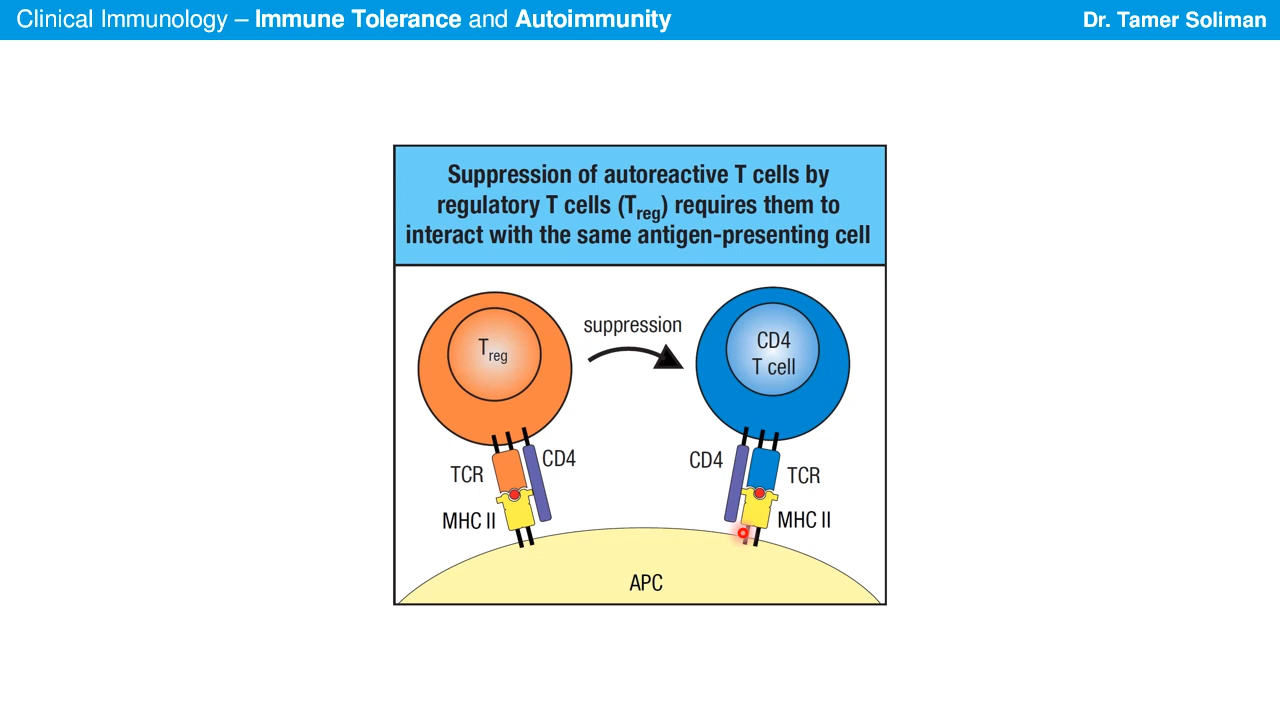 Clinical Immunology – Immune Tolerance and Autoimmunity
Dr. Tamer Soliman
Suppression of autoreactive T cells by
regulatory T cells (Treg) requires them to
interact with the same antigen-presenting cell
Treg
suppression
CD4
T cell
TCR
CD4
MHC II
CD4
TCR
MHC II
APC